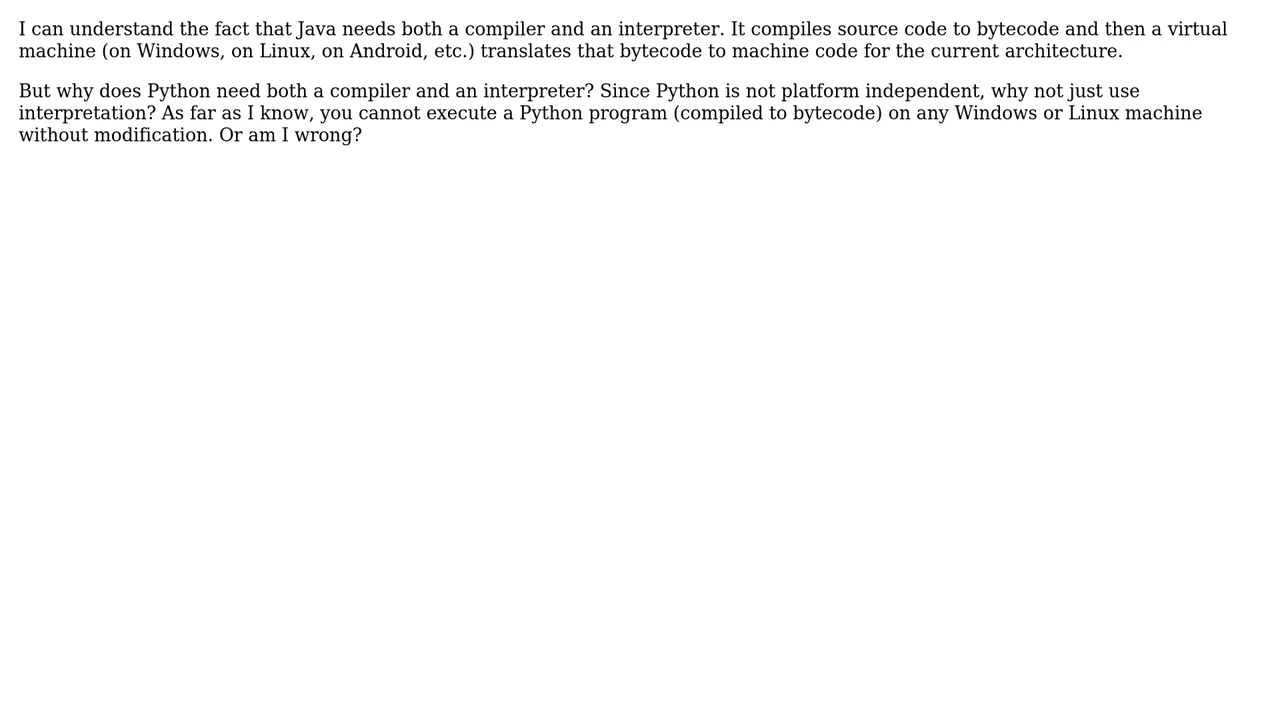 I can understand the fact that Java needs both a compiler and an interpreter. It compiles source code to bytecode and then a virtual
machine (on Windows, on Linux, on Android, etc.) translates that bytecode to machine code for the current architecture.
But why does Python need both a compiler and an interpreter? Since Python is not platform independent, why not just use
interpretation? As far as I know, you cannot execute a Python program (compiled to bytecode) on any Windows or Linux machine
without modification. Or am I wrong?